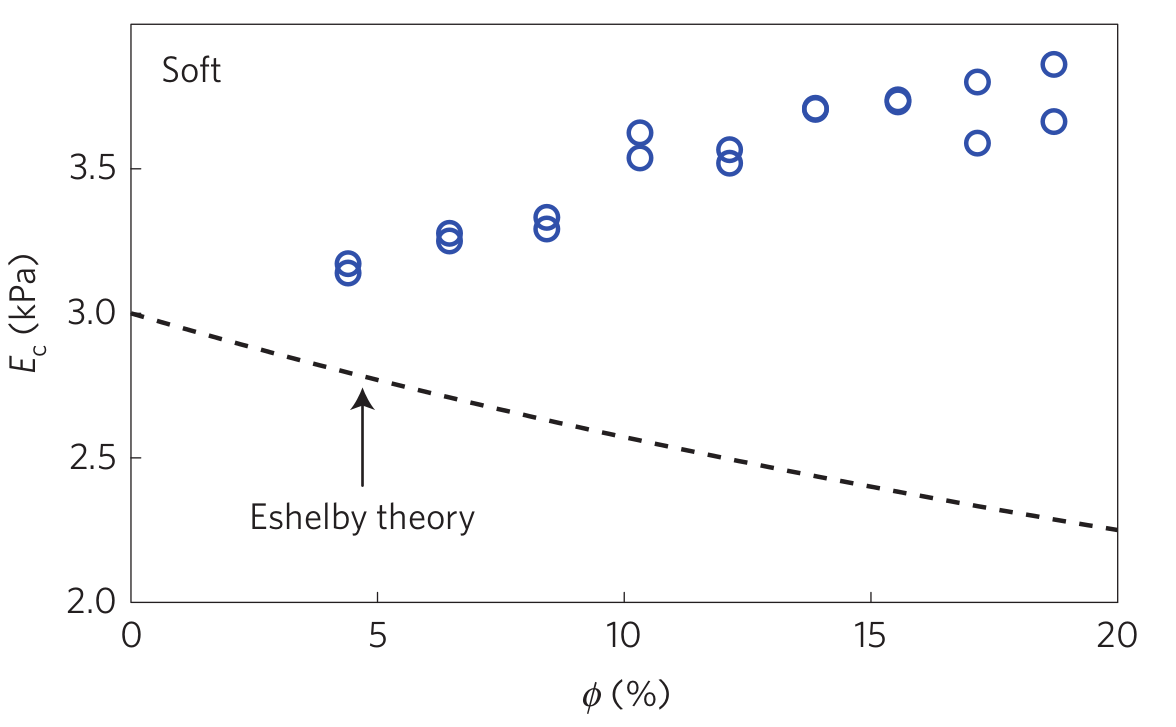 Soft
3.5
3.0
2.5
2.0
E_c (kPa)
Eshelby theory
0 5 10 15 20
ϕ (%)